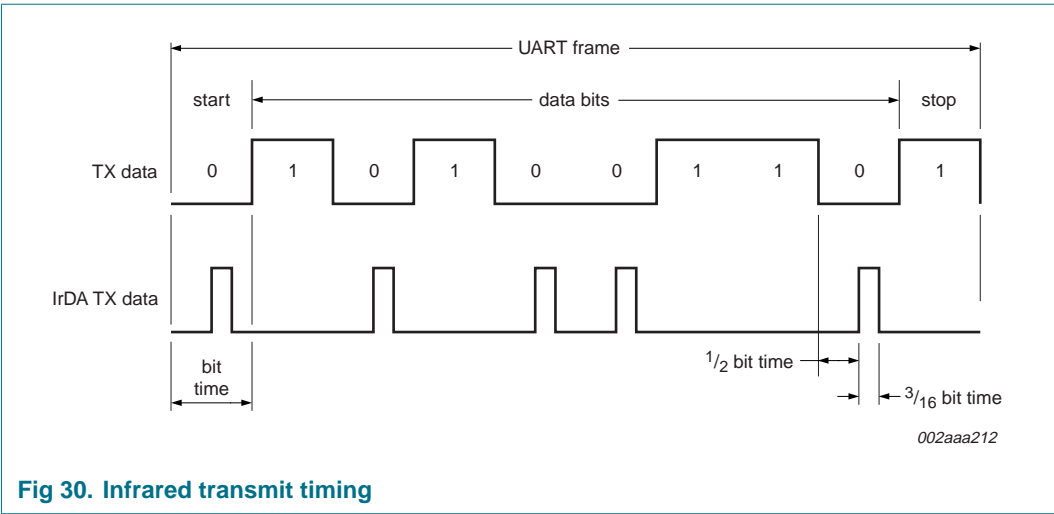 UART frame
start
data bits
stop
TX data 0 1 0 1 0 0 1 1 0 1
IrDA TX data
bit
time
1/2 bit time
3/16 bit time
002aaa212
Fig 30. Infrared transmit timing